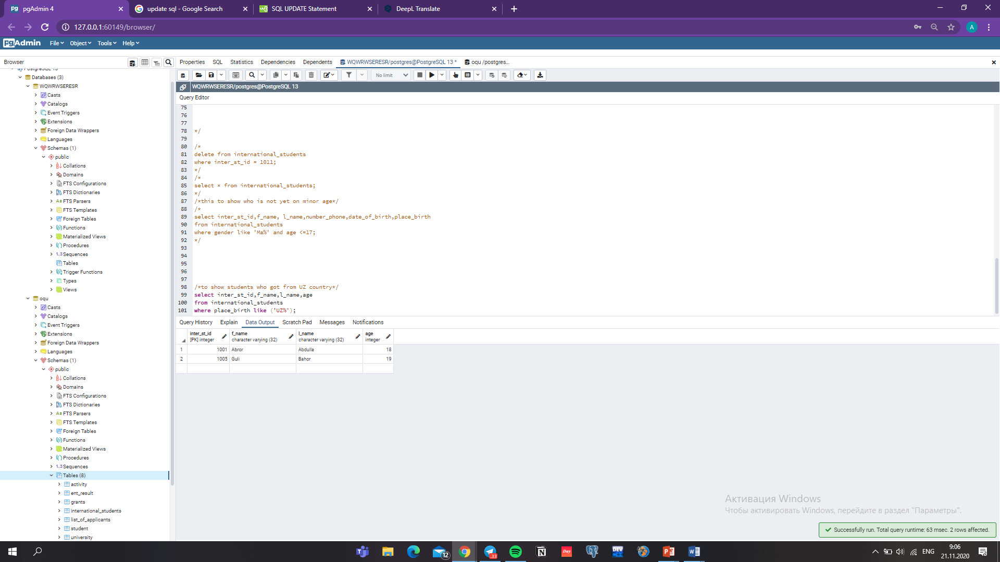 pgAdmin 4
update sql - Google Search
SQL UPDATE Statement
DeepL Translate
127.0.0.1:60149/browser/
A
pgAdmin
File
Object
Tools
Help
Browser
Properties
SQL
Statistics
Dependencies
Dependents
WQWRWSERESR/postgres@PostgreSQL 13 *
oqu /postgres...
PostgreSQL 13
Databases (3)
WQWRWSERESR
Casts
Catalogs
Event Triggers
Extensions
Foreign Data Wrappers
Languages
Schemas (1)
public
Collations
Domains
FTS Configurations
FTS Dictionaries
FTS Parsers
FTS Templates
Foreign Tables
Functions
Materialized Views
Procedures
Sequences
Tables
Trigger Functions
Types
Views
oqu
Casts
Catalogs
Event Triggers
Extensions
Foreign Data Wrappers
Languages
Schemas (1)
public
Collations
Domains
FTS Configurations
FTS Dictionaries
FTS Parsers
FTS Templates
Foreign Tables
Functions
Materialized Views
Procedures
Sequences
Tables (8)
activity
ent_result
grants
international_students
list_of_applicants
student
university
No limit
WQWRWSERESR/postgres@PostgreSQL 13
Query Editor
75
76
77
78 */
79
80 /*
81 delete from international_students
82 where inter_st_id = 1011;
83 */
84 /*
85 select * from international_students;
86 */
87 /*this to show who is not yet on minor age*/
88 /*
89 select inter_st_id,f_name, l_name,number_phone,date_of_birth,place_birth
90 from international_students
91 where gender like 'Ma%' and age <=17;
92 */
93
94
95
96
97
98 /*to show students who got from UZ country*/
99 select inter_st_id,f_name,l_name,age
100 from international_students
101 where place_birth like ('UZ%');
Query History
Explain
Data Output
Scratch Pad
Messages
Notifications
inter_st_id [PK] integer
f_name character varying (32)
l_name character varying (32)
age integer
1 1001 Abror Abdulla 18
2 1005 Guli Bahor 19
Активация Windows
Чтобы активировать Windows, перейдите в раздел "Параметры".
Successfully run. Total query runtime: 63 msec. 2 rows affected.
12
33
Day
DEV
ENG
9:06
21.11.2020